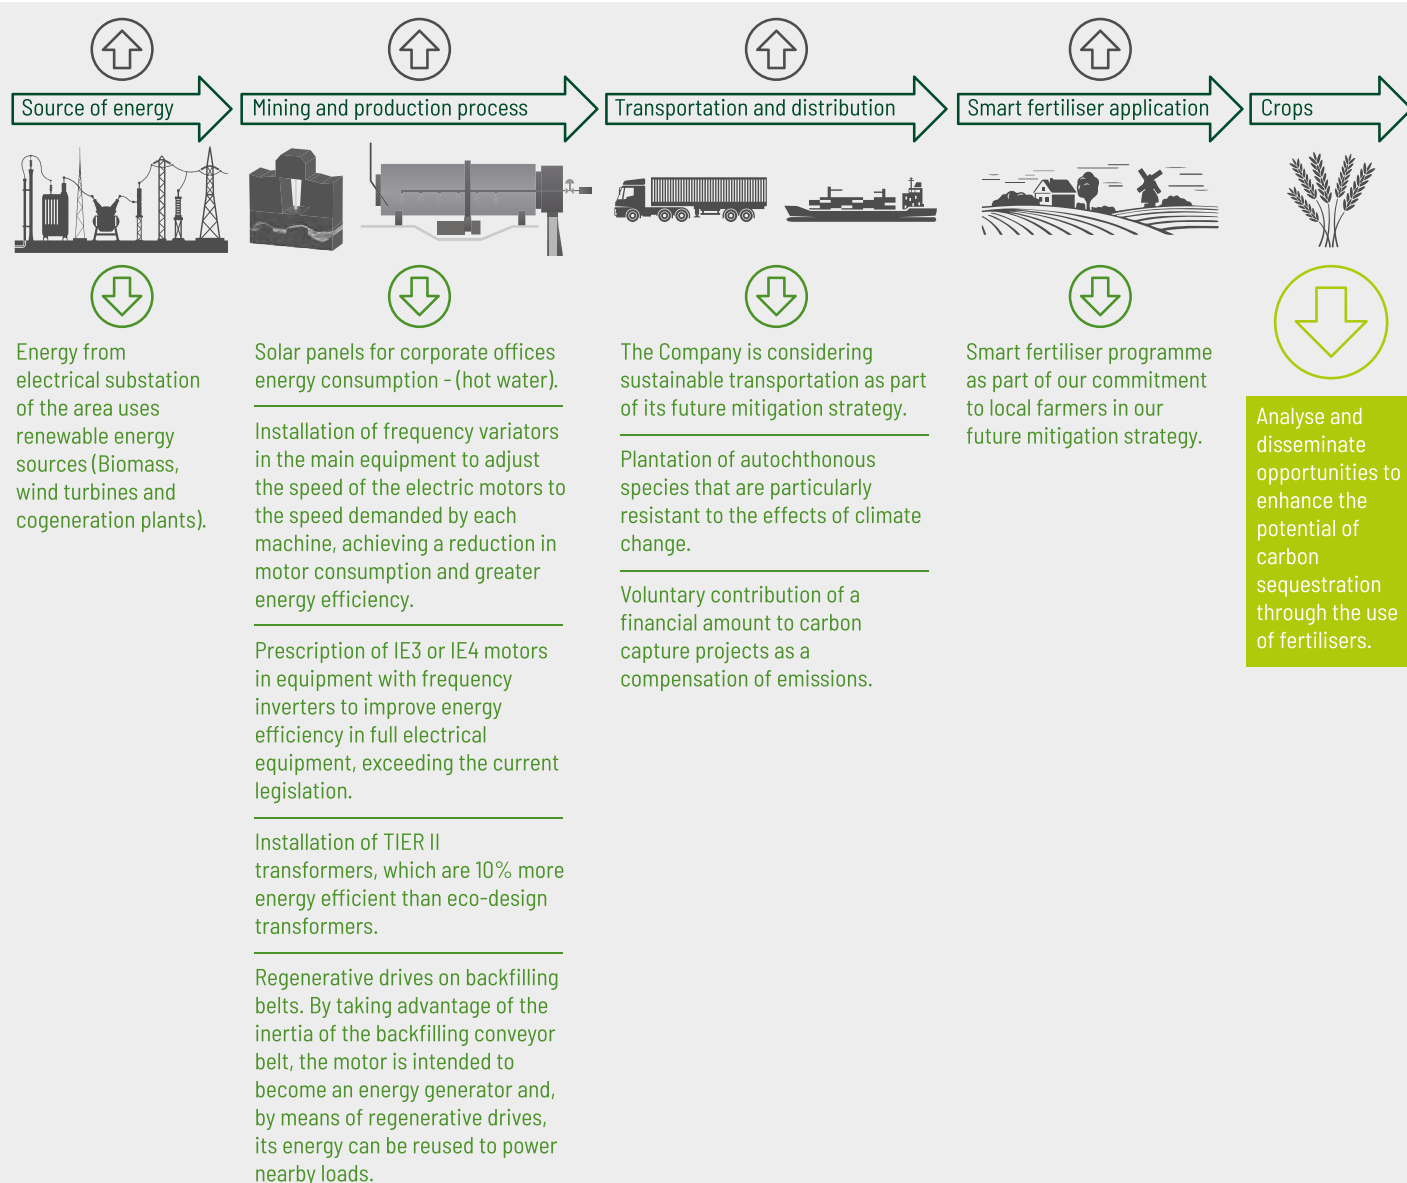 Source of energy
Mining and production process
Transportation and distribution
Smart fertiliser application
Crops
Energy from
electrical substation
of the area uses
renewable energy
sources (Biomass,
wind turbines and
cogeneration plants).
Solar panels for corporate offices
energy consumption - (hot water).
Installation of frequency variators
in the main equipment to adjust
the speed of the electric motors to
the speed demanded by each
machine, achieving a reduction in
motor consumption and greater
energy efficiency.
Prescription of IE3 or IE4 motors
in equipment with frequency
inverters to improve energy
efficiency in full electrical
equipment, exceeding the current
legislation.
Installation of TIER II
transformers, which are 10% more
energy efficient than eco-design
transformers.
Regenerative drives on backfilling
belts. By taking advantage of the
inertia of the backfilling conveyor
belt, the motor is intended to
become an energy generator and,
by means of regenerative drives,
its energy can be reused to power
nearby loads.
The Company is considering
sustainable transportation as part
of its future mitigation strategy.
Plantation of autochthonous
species that are particularly
resistant to the effects of climate
change.
Voluntary contribution of a
financial amount to carbon
capture projects as a
compensation of emissions.
Smart fertiliser programme
as part of our commitment
to local farmers in our
future mitigation strategy.
Analyse and
disseminate
opportunities to
enhance the
potential of
carbon
sequestration
through the use
of fertilisers.